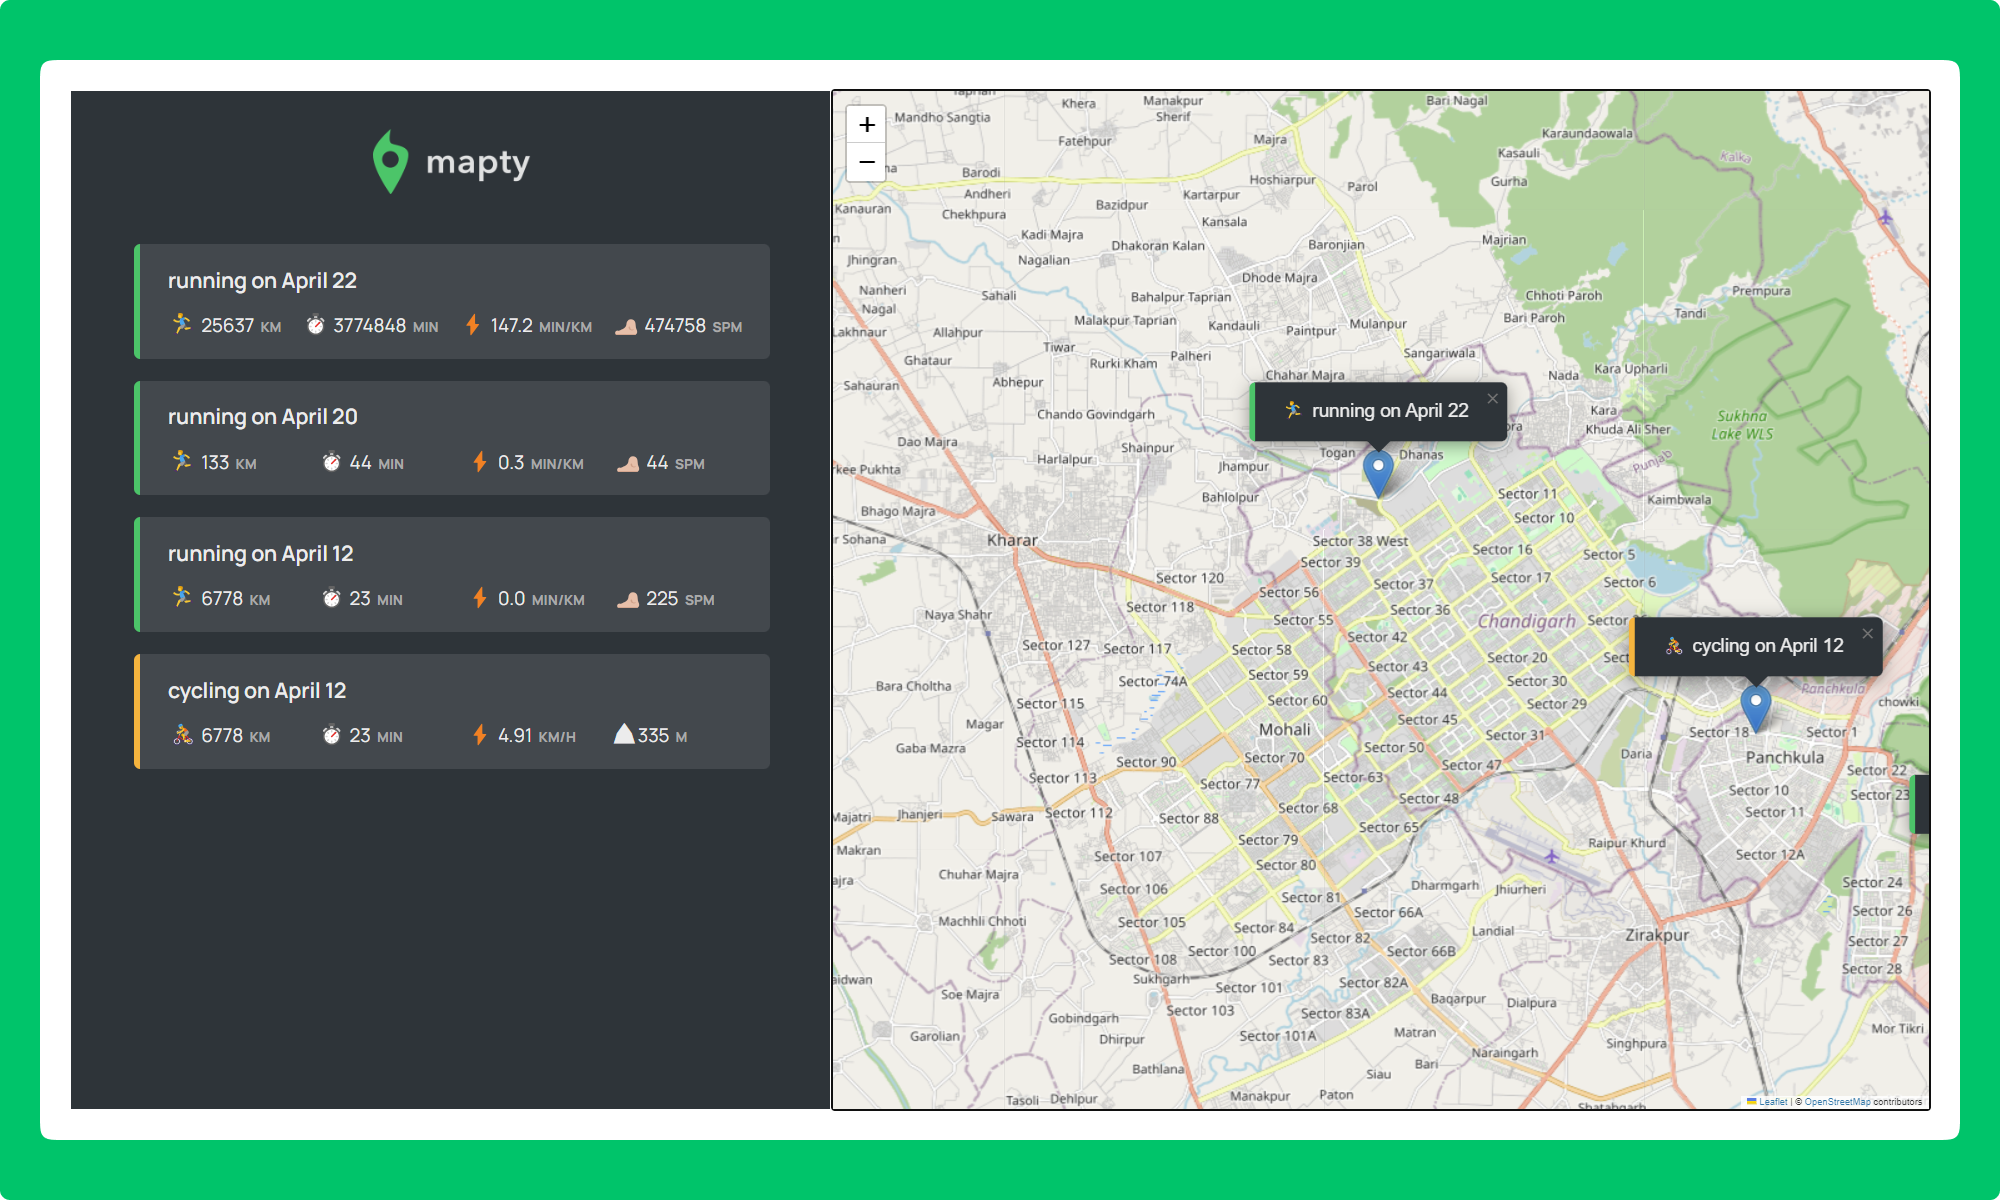 mapty
running on April 22
25637 KM 3774848 MIN 147.2 MIN/KM 474758 SPM
running on April 20
133 KM 44 MIN 0.3 MIN/KM 44 SPM
running on April 12
6778 KM 23 MIN 0.0 MIN/KM 225 SPM
cycling on April 12
6778 KM 23 MIN 4.91 KM/H 335 M
+
−
Khera
Manakpur
Sherif
Bari Nagal
Mandho Sangtia
Fatehpur
Majra
Karaundaowala
Kasauli
Kalka
Barodi
Hoshiarpur
Parol
Gurha
Andheri
Kartarpur
Kanauran
Chekhpura
Bazidpur
Kansala
Kadi Majra
Dhakoran Kalan
Baronjian
Majrian
Jhingran
Nagalian
Dhode Majra
Nanheri
Nagal
Sahali
Bahalpur Taprian
Chhoti Paroh
Prempura
Lakhnaur
Allahpur
Malakpur Taprian
Kandauli
Paintpur
Mulanpur
Bari Paroh
Tandi
Ghataur
Tiwar
Rurki Kham
Palheri
Sangariwala
Sahauran
Abhepur
Chahar Majra
Nada
Kara Upharli
running on April 22
×
Chando Govindgarh
Kara
Khuda Ali Sher
Sukhna
Lake WLS
Dao Majra
Shainpur
Harlalpur
Jhampur
Togan
Dhanas
Punjab
Bahlolpur
Sector 11
Kaimbwala
Bhago Majra
Sector 10
Kharar
Sector 38 West
Sector 39
Sector 16
Sector 5
Sector 120
Sector 37
Sector 17
Sector 6
Sector 56
Sector 118
Sector 36
Naya Shahr
Sector 55
Chandigarh
Sector 127
Sector 117
Sector 42
Sector 58
cycling on April 12
×
Sector 43
Sector 20
Sector 59
Sector 74A
Sector 30
Bara Choltha
Sector 60
Sector 44
Sector 29
Ranchkula
chowki
Sector 115
Magar
Mohali
Sector 45
Sector 31
Sector 18
Sector 1
Gaba Mazra
Sector 114
Sector 50
Daria
Panchkula
Sector 90
Sector 70
Sector 47
Sector 22
Sector 113
Sector 77
Sector 63
Sector 10
Sector 23
Sector 48
Jhanjeri
Sawara
Sector 112
Sector 88
Sector 68
Sector 11
Sector 65
Sector 79
Raipur Khurd
Makran
Sector 107
Sector 80
Sector 12A
Chuhar Majra
Sector 106
Sector 81
Dharmgarh
Jhiurheri
Sector 24
Machhli Chhoti
Sector 105
Sector 84
Sector 66A
Landial
Sector 26
Sector 82
Zirakpur
Sector 108
Sector 100
Sector 83
Sector 66B
Sector 27
Sukhgarh
Sector 101
Sector 82A
Sector 28
Soe Majra
Baqarpur
Dialpura
Gobindgarh
Sector 103
Sector 83A
Garolian
Dhirpur
Sector 101A
Matran
Mor Tikri
Naraingarh
Singhpura
Bathlana
Siau
Bari
Tasoli
Dehlpur
Manakpur
Paton
Leaflet | © OpenStreetMap contributors